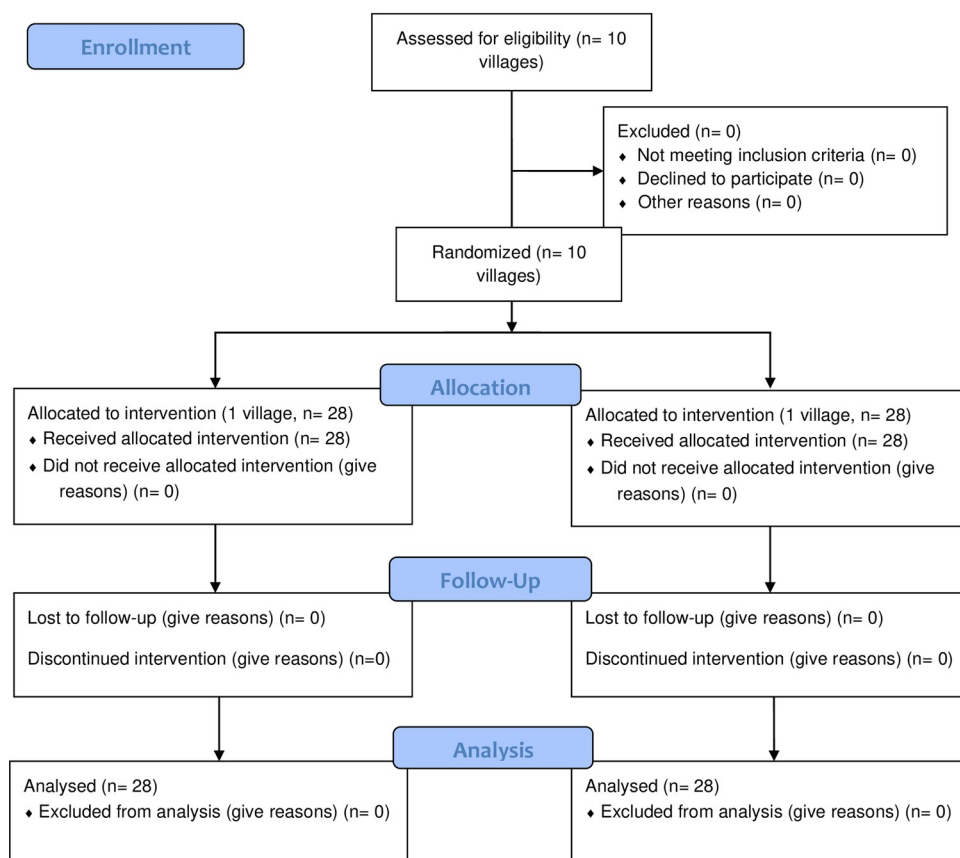 Enrollment
Assessed for eligibility (n= 10
villages)
Excluded (n= 0)
♦ Not meeting inclusion criteria (n= 0)
♦ Declined to participate (n= 0)
♦ Other reasons (n= 0)
Randomized (n= 10
villages)
Allocation
Allocated to intervention (1 village, n= 28)
♦ Received allocated intervention (n= 28)
♦ Did not receive allocated intervention (give
reasons) (n= 0)
Allocated to intervention (1 village, n= 28)
♦ Received allocated intervention (n= 28)
♦ Did not receive allocated intervention (give
reasons) (n= 0)
Follow-Up
Lost to follow-up (give reasons) (n= 0)
Discontinued intervention (give reasons) (n=0)
Lost to follow-up (give reasons) (n= 0)
Discontinued intervention (give reasons) (n= 0)
Analysis
Analysed (n= 28)
♦ Excluded from analysis (give reasons) (n= 0)
Analysed (n= 28)
♦ Excluded from analysis (give reasons) (n= 0)